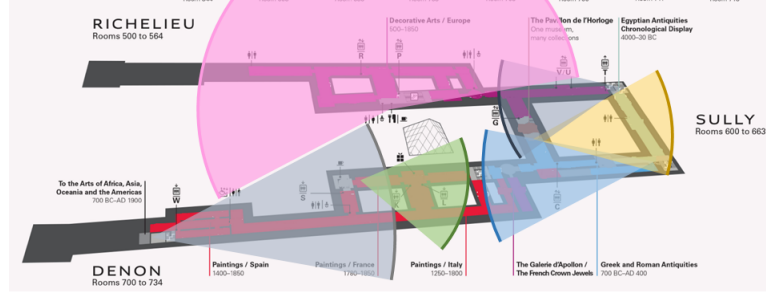 RICHELIEU
Rooms 500 to 564
Decorative Arts / Europe
500–1850
The Pavillon de l'Horloge
One museum,
many collections
Egyptian Antiquities
Chronological Display
4000–30 BC
R
P
V
U
T
Q
SULLY
Rooms 600 to 663
To the Arts of Africa, Asia,
Oceania and the Americas
700 BC–AD 1900
W
S
DENON
Rooms 700 to 734
Paintings / Spain
1400–1850
Paintings / France
1780–1850
Paintings / Italy
1250–1800
The Galerie d'Apollon /
The French Crown Jewels
Greek and Roman Antiquities
700 BC–AD 400